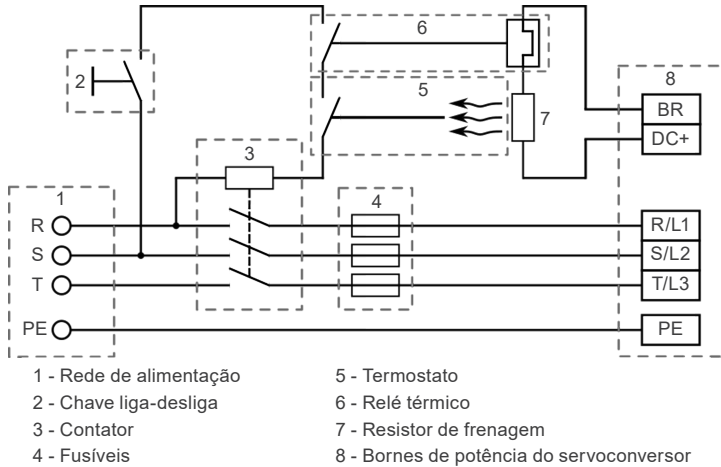 6
2
5
8
BR
7
DC+
3
1
4
R
R/L1
S
S/L2
T
T/L3
PE
PE
1 - Rede de alimentação
2 - Chave liga-desliga
3 - Contator
4 - Fusíveis
5 - Termostato
6 - Relé térmico
7 - Resistor de frenagem
8 - Bornes de potência do servoconversor